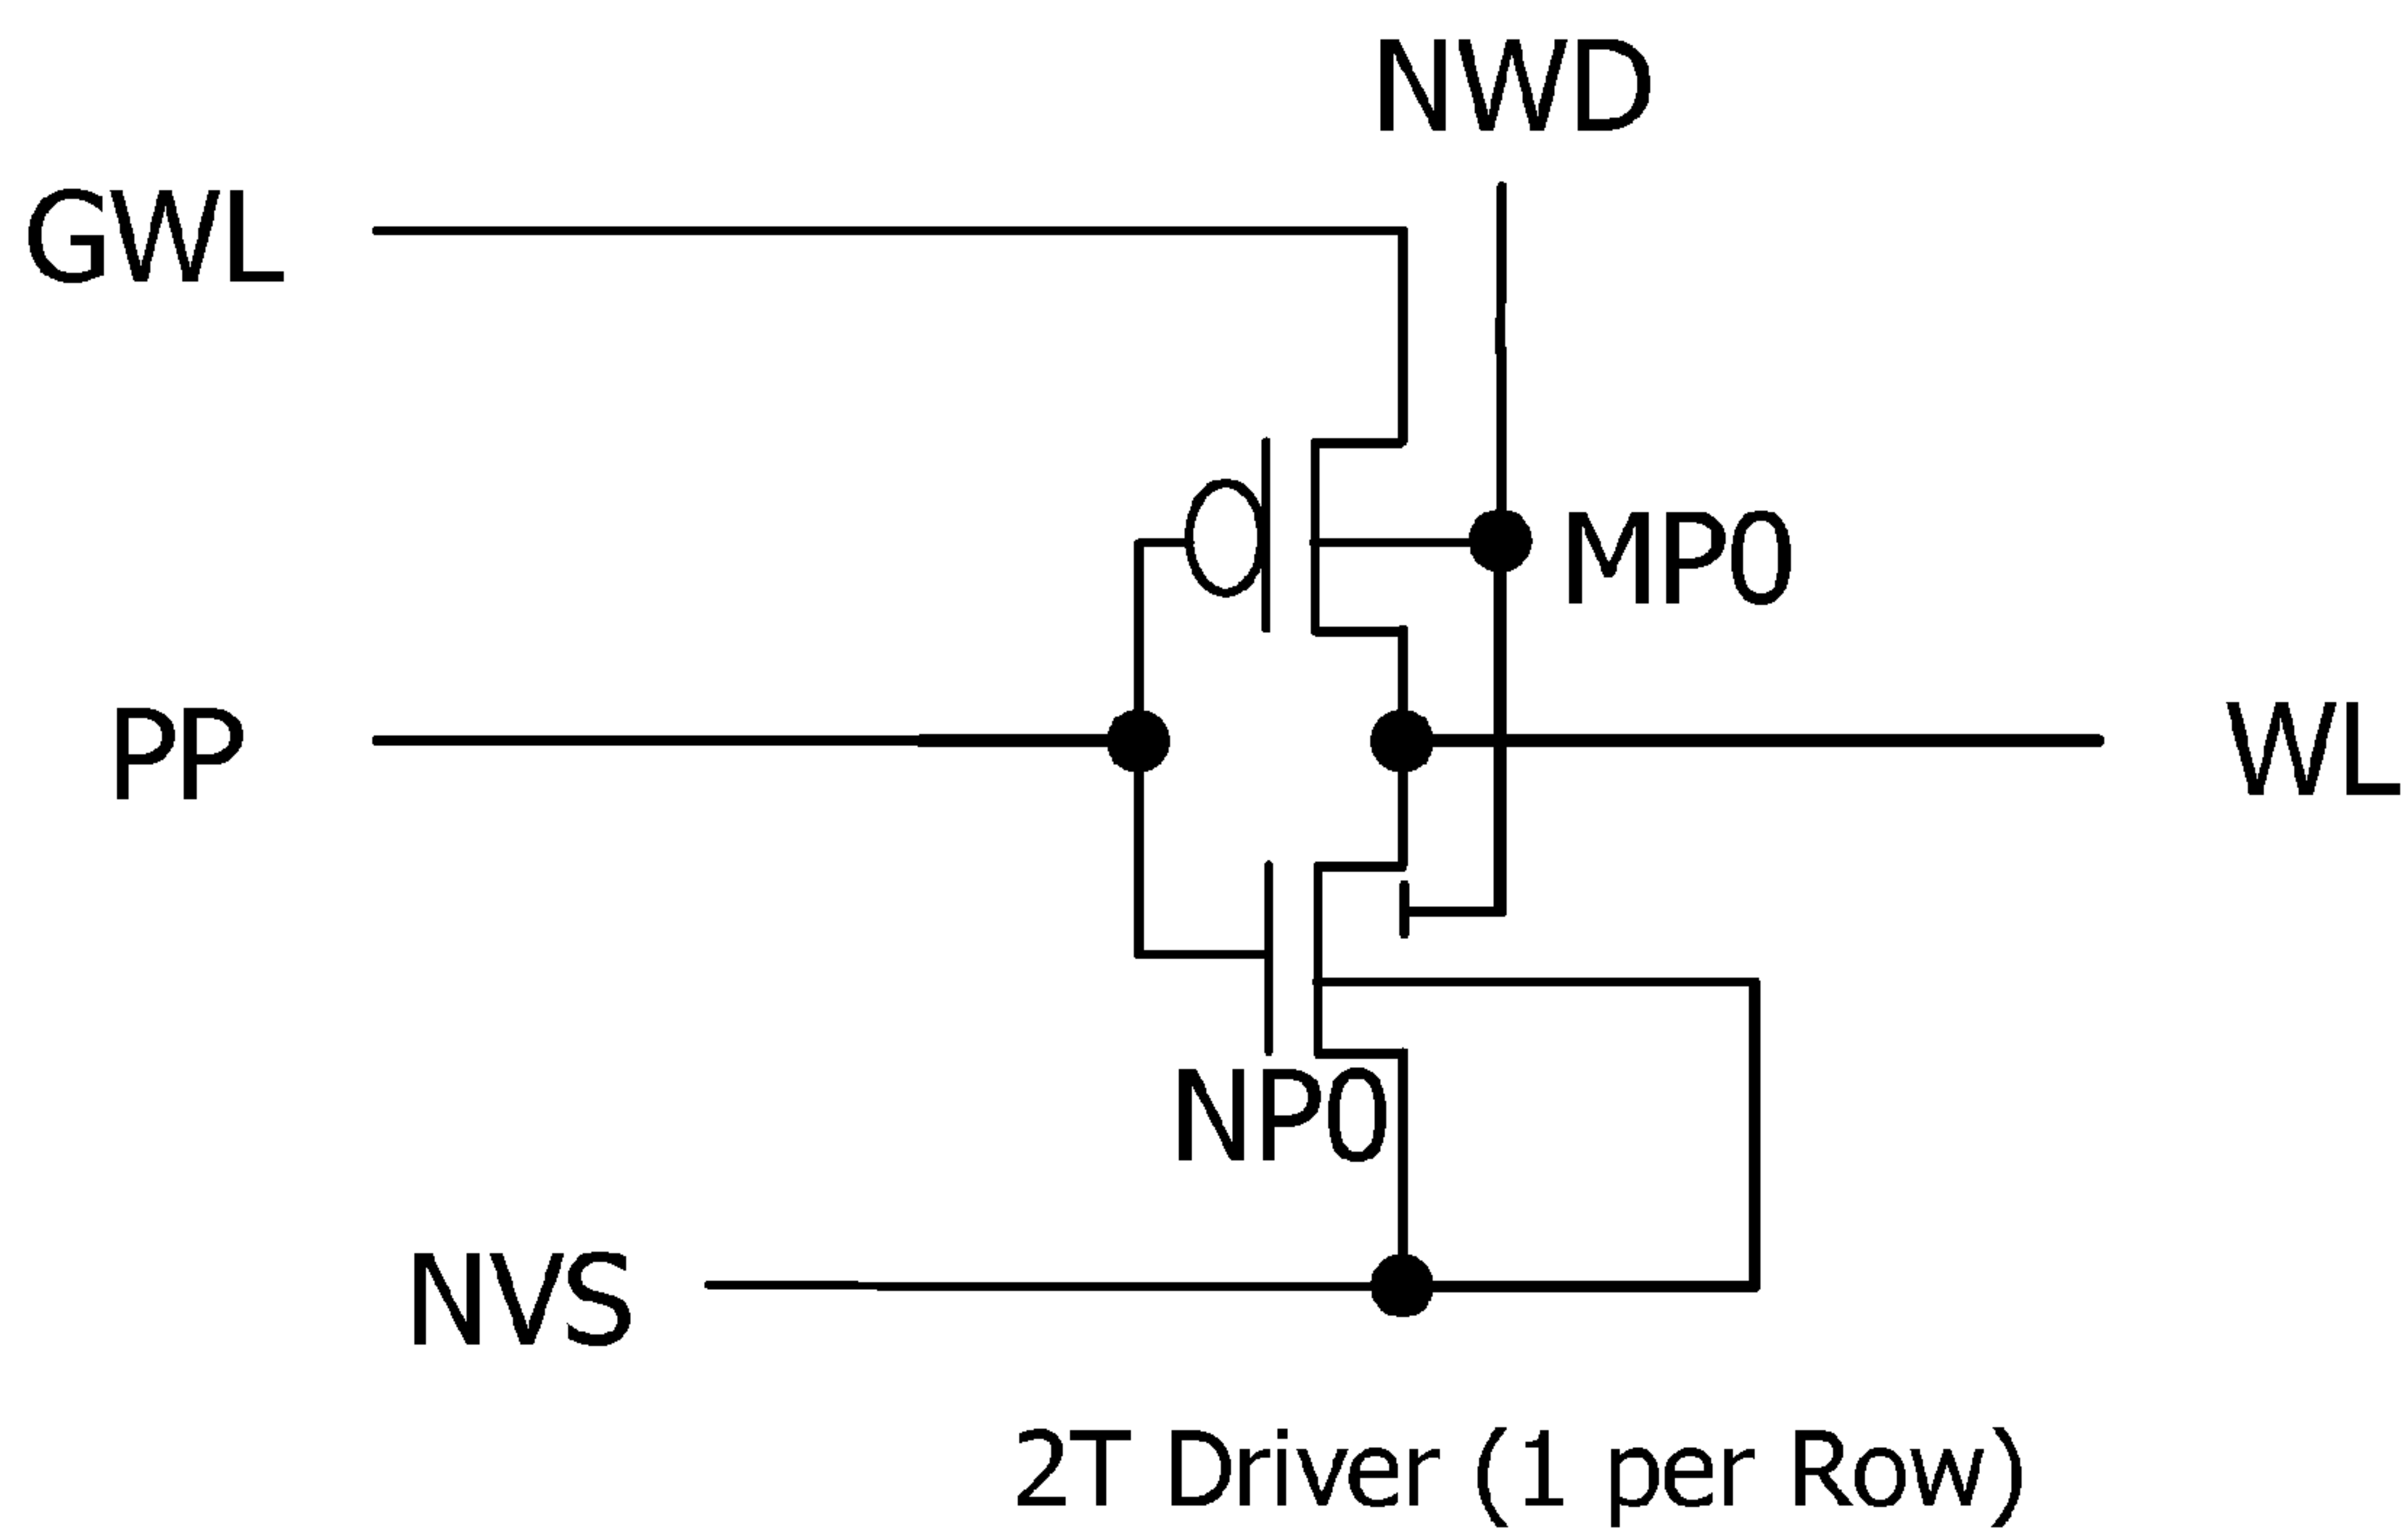 NWD
GWL
MP0
PP
WL
NP0
NVS
2T Driver (1 per Row)